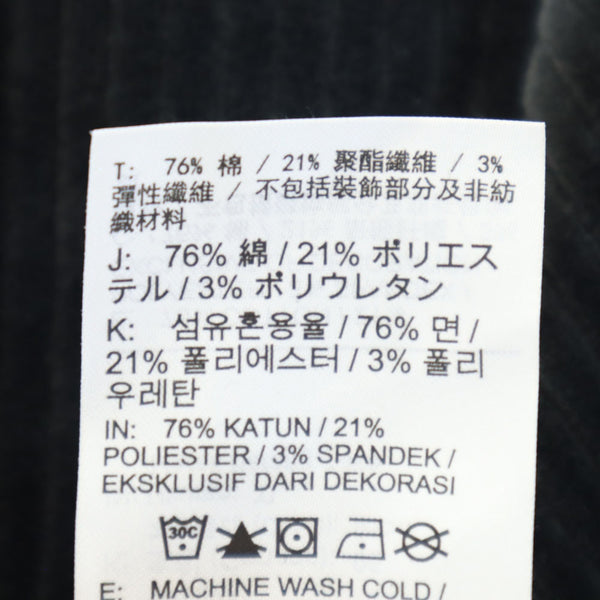 T: 76% 棉 / 21% 聚酯纖維 / 3%
彈性纖維 / 不包括裝飾部分及非紡
織材料
J: 76% 綿 / 21% ポリエス
テル / 3% ポリウレタン
K: 섬유혼용율 / 76% 면 /
21% 폴리에스터 / 3% 폴리
우레탄
IN: 76% KATUN / 21%
POLIESTER / 3% SPANDEK /
EKSKLUSIF DARI DEKORASI
30C
E: MACHINE WASH COLD /